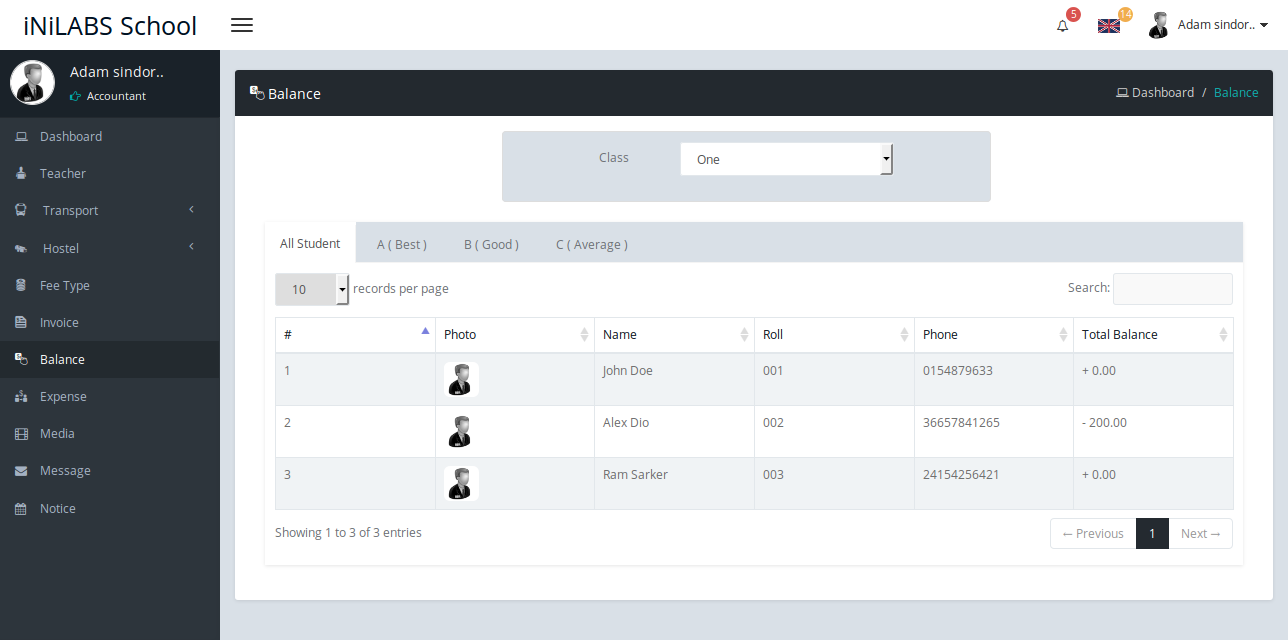 iNiLABS School
5
14
Adam sindor..
Adam sindor..
Accountant
Dashboard
Teacher
Transport
Hostel
Fee Type
Invoice
Balance
Expense
Media
Message
Notice
Balance
Dashboard / Balance
Class One
All Student A ( Best ) B ( Good ) C ( Average )
10 records per page Search:
# Photo Name Roll Phone Total Balance
1 John Doe 001 0154879633 + 0.00
2 Alex Dio 002 36657841265 - 200.00
3 Ram Sarker 003 24154256421 + 0.00
Showing 1 to 3 of 3 entries
← Previous 1 Next →